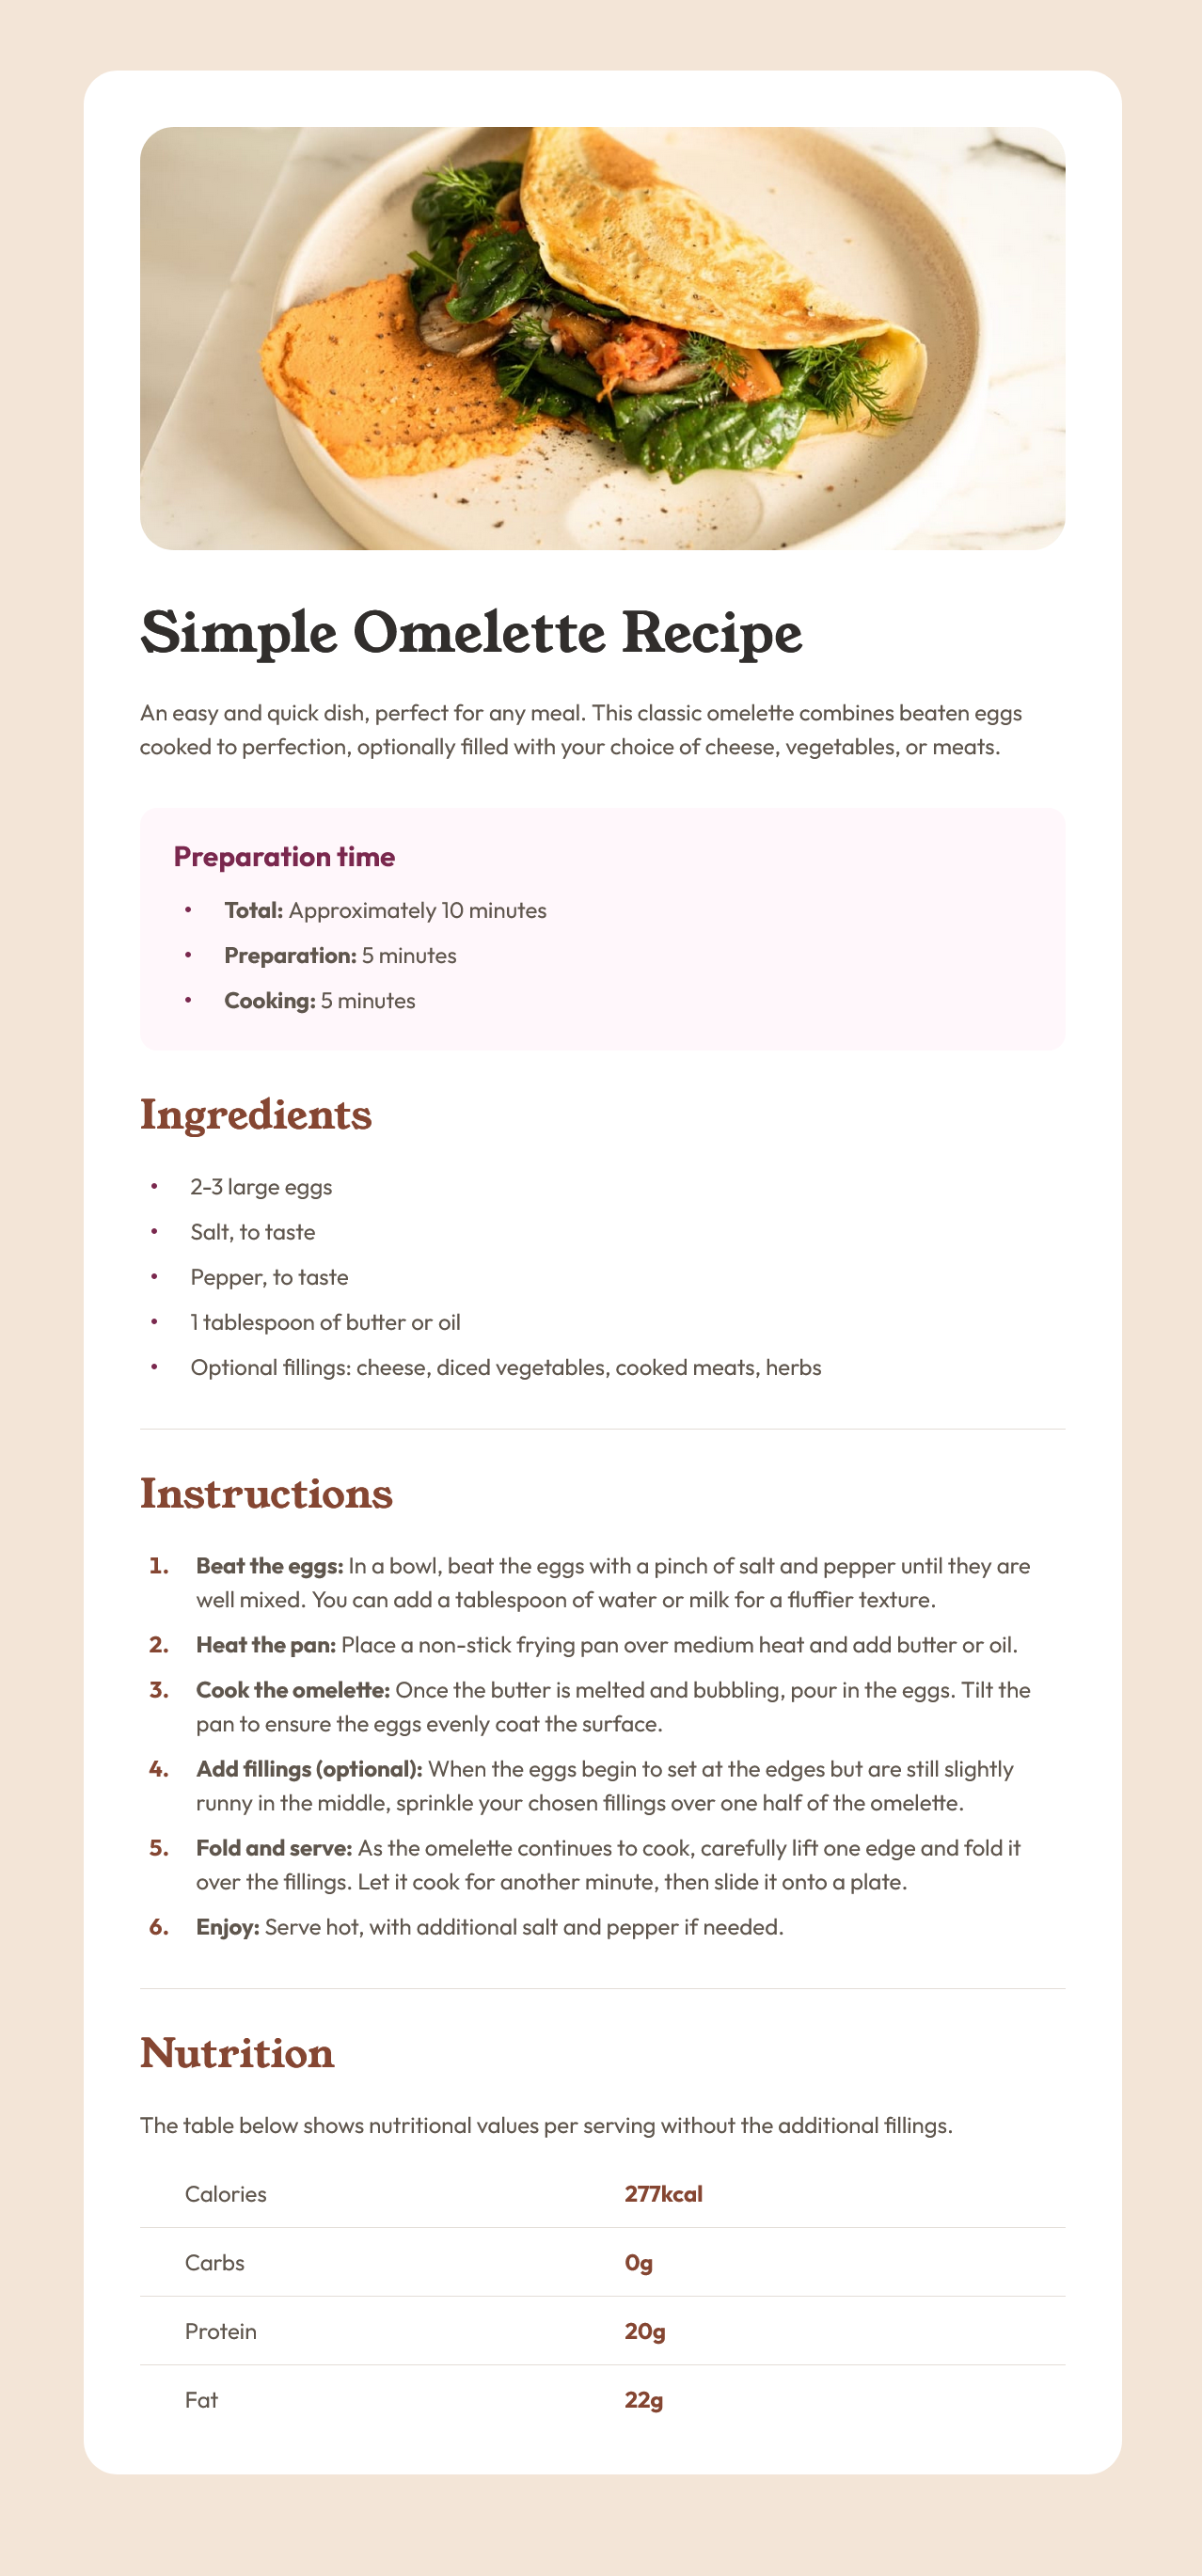 Simple Omelette Recipe
An easy and quick dish, perfect for any meal. This classic omelette combines beaten eggs
cooked to perfection, optionally filled with your choice of cheese, vegetables, or meats.
Preparation time
• Total: Approximately 10 minutes
• Preparation: 5 minutes
• Cooking: 5 minutes
Ingredients
• 2-3 large eggs
• Salt, to taste
• Pepper, to taste
• 1 tablespoon of butter or oil
• Optional fillings: cheese, diced vegetables, cooked meats, herbs
Instructions
1. Beat the eggs: In a bowl, beat the eggs with a pinch of salt and pepper until they are
well mixed. You can add a tablespoon of water or milk for a fluffier texture.
2. Heat the pan: Place a non-stick frying pan over medium heat and add butter or oil.
3. Cook the omelette: Once the butter is melted and bubbling, pour in the eggs. Tilt the
pan to ensure the eggs evenly coat the surface.
4. Add fillings (optional): When the eggs begin to set at the edges but are still slightly
runny in the middle, sprinkle your chosen fillings over one half of the omelette.
5. Fold and serve: As the omelette continues to cook, carefully lift one edge and fold it
over the fillings. Let it cook for another minute, then slide it onto a plate.
6. Enjoy: Serve hot, with additional salt and pepper if needed.
Nutrition
The table below shows nutritional values per serving without the additional fillings.
Calories 277kcal
Carbs 0g
Protein 20g
Fat 22g